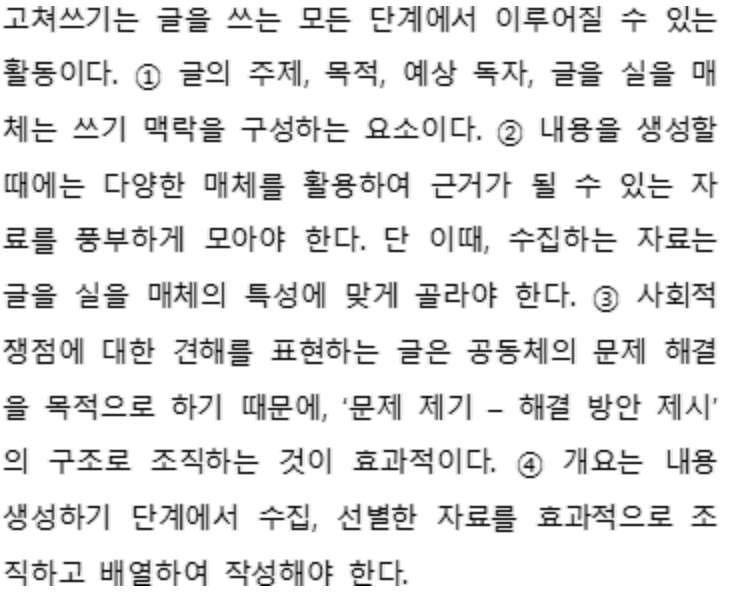 고쳐쓰기는 글을 쓰는 모든 단계에서 이루어질 수 있는
활동이다. ① 글의 주제, 목적, 예상 독자, 글을 실을 매
체는 쓰기 맥락을 구성하는 요소이다. ② 내용을 생성할
때에는 다양한 매체를 활용하여 근거가 될 수 있는 자
료를 풍부하게 모아야 한다. 단 이때, 수집하는 자료는
글을 실을 매체의 특성에 맞게 골라야 한다. ③ 사회적
쟁점에 대한 견해를 표현하는 글은 공동체의 문제 해결
을 목적으로 하기 때문에, ‘문제 제기 – 해결 방안 제시’
의 구조로 조직하는 것이 효과적이다. ④ 개요는 내용
생성하기 단계에서 수집, 선별한 자료를 효과적으로 조
직하고 배열하여 작성해야 한다.